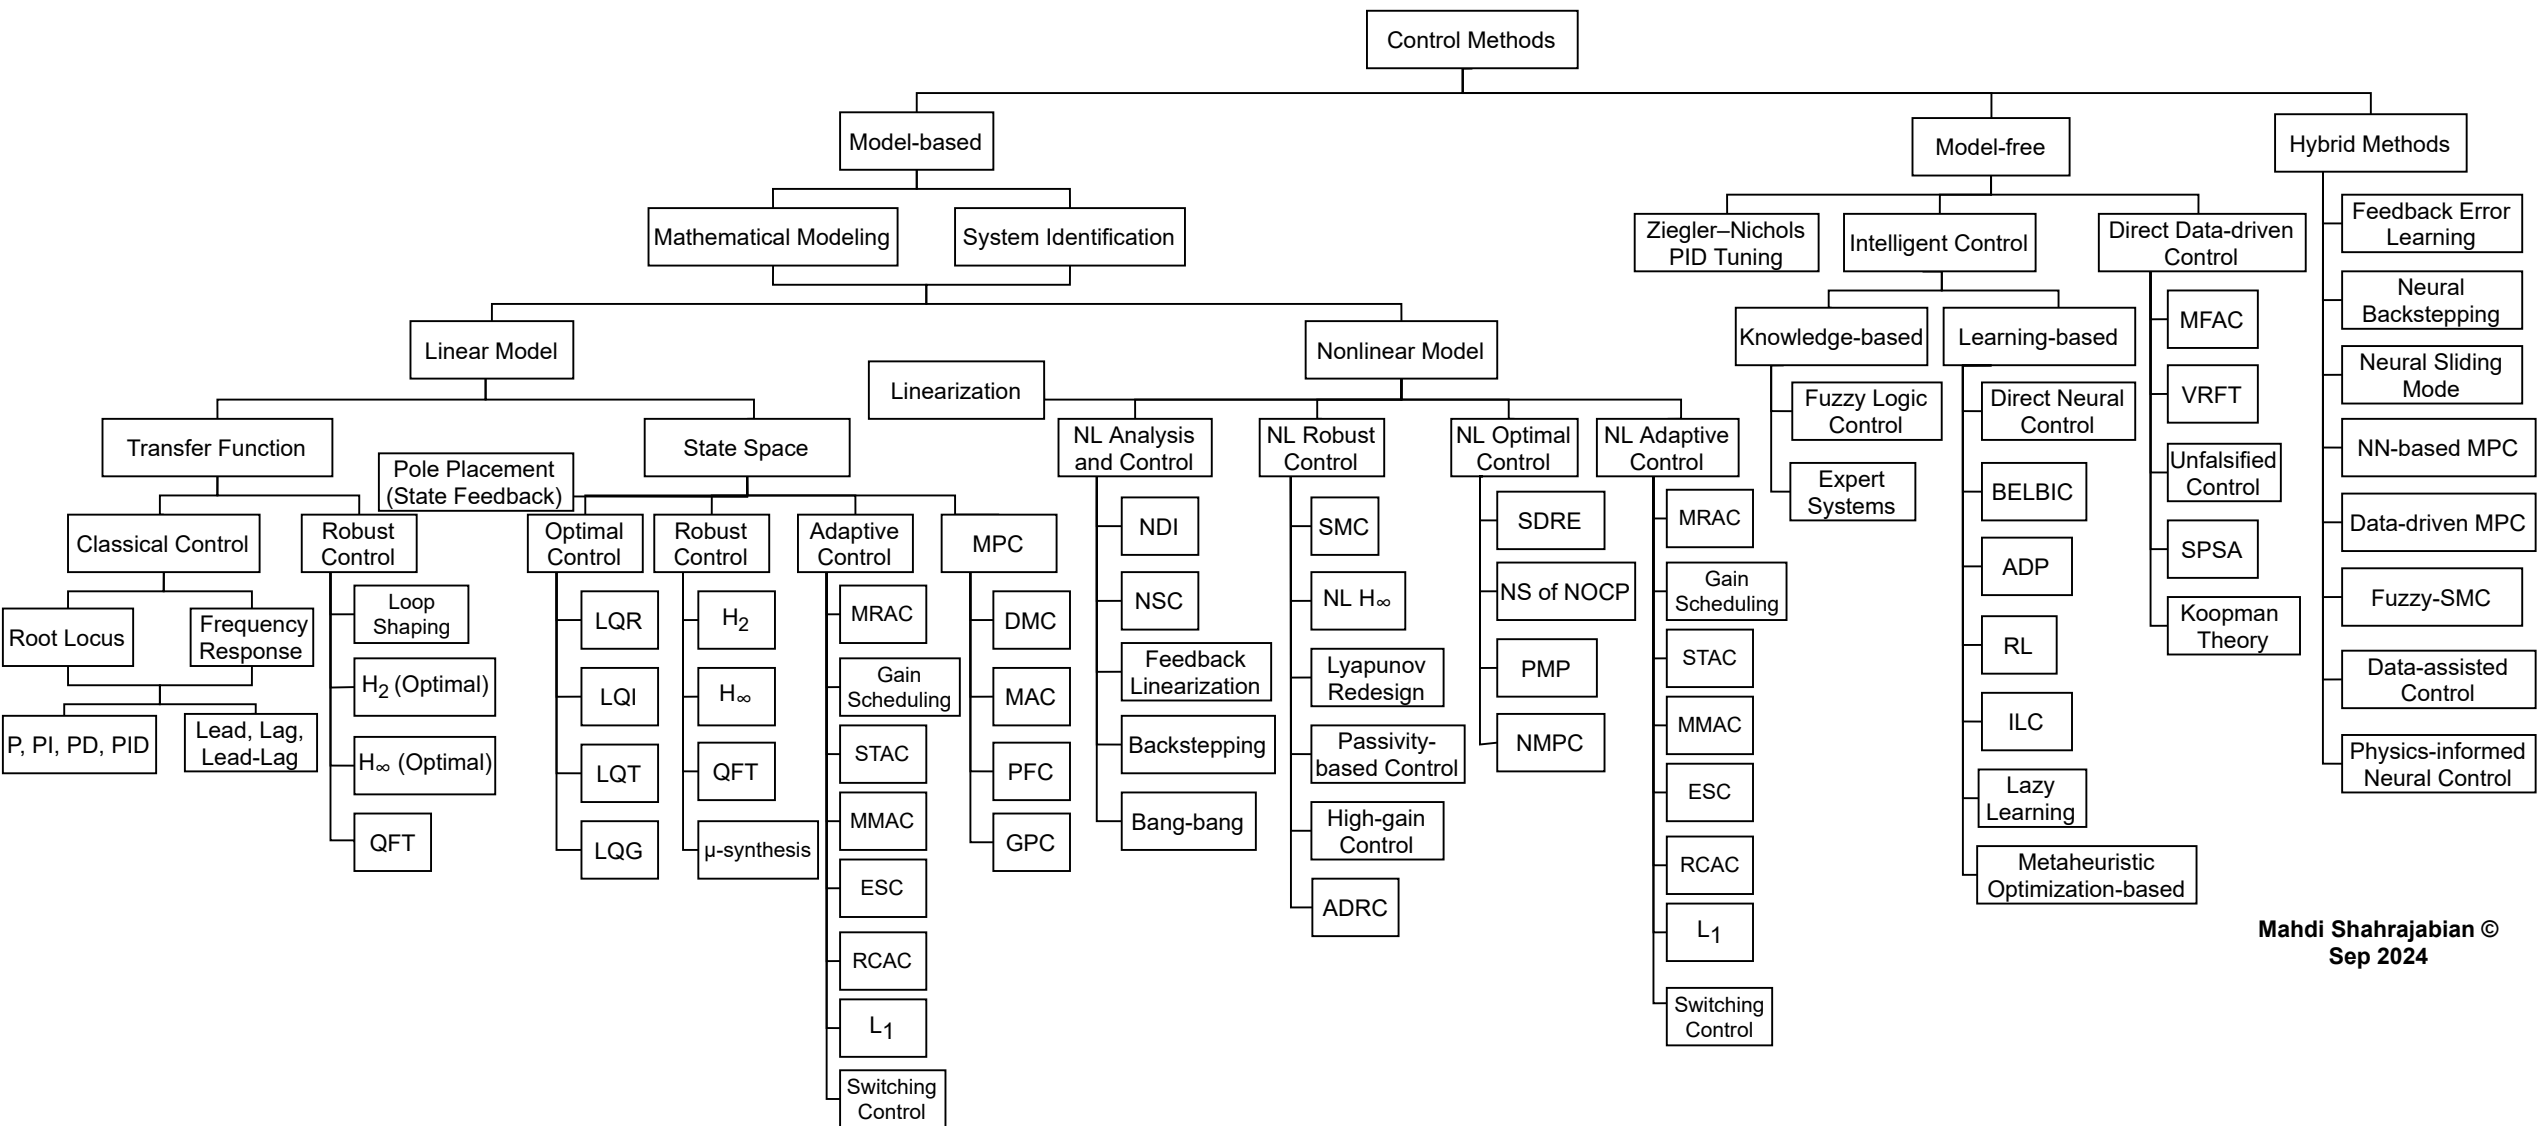 Control Methods
Model-based
Model-free
Hybrid Methods
Mathematical Modeling
System Identification
Linear Model
Nonlinear Model
Linearization
Transfer Function
State Space
Pole Placement
(State Feedback)
Classical Control
Robust
Control
Root Locus
Frequency
Response
P, PI, PD, PID
Lead, Lag,
Lead-Lag
Loop
Shaping
H2 (Optimal)
H∞ (Optimal)
QFT
Optimal
Control
LQR
LQI
LQT
LQG
Robust
Control
H2
H∞
QFT
µ-synthesis
Adaptive
Control
MRAC
Gain
Scheduling
STAC
MMAC
ESC
RCAC
L1
Switching
Control
MPC
DMC
MAC
PFC
GPC
NL Analysis
and Control
NDI
NSC
Feedback
Linearization
Backstepping
Bang-bang
NL Robust
Control
SMC
NL H∞
Lyapunov
Redesign
Passivity-
based Control
High-gain
Control
ADRC
NL Optimal
Control
SDRE
NS of NOCP
PMP
NMPC
NL Adaptive
Control
MRAC
Gain
Scheduling
STAC
MMAC
ESC
RCAC
L1
Switching
Control
Ziegler–Nichols
PID Tuning
Intelligent Control
Direct Data-driven
Control
Knowledge-based
Fuzzy Logic
Control
Expert
Systems
Learning-based
Direct Neural
Control
BELBIC
ADP
RL
ILC
Lazy
Learning
Metaheuristic
Optimization-based
MFAC
VRFT
Unfalsified
Control
SPSA
Koopman
Theory
Feedback Error
Learning
Neural
Backstepping
Neural Sliding
Mode
NN-based MPC
Data-driven MPC
Fuzzy-SMC
Data-assisted
Control
Physics-informed
Neural Control
Mahdi Shahrajabian ©
Sep 2024